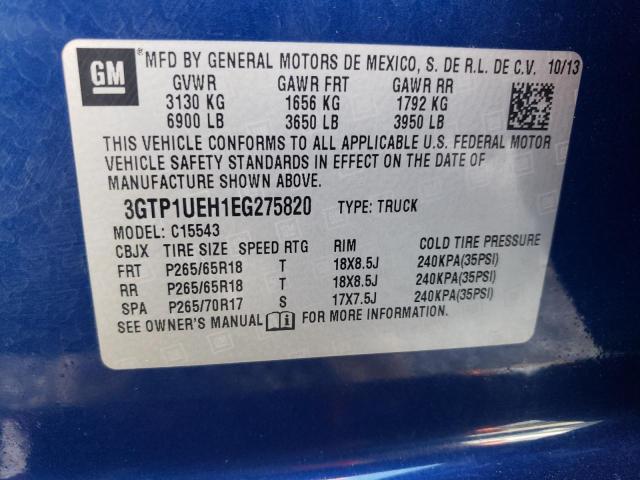 GM
MFD BY GENERAL MOTORS DE MEXICO, S. DE R.L. DE C.V. 10/13
GVWR GAWR FRT GAWR RR
3130 KG 1656 KG 1792 KG
6900 LB 3650 LB 3950 LB
THIS VEHICLE CONFORMS TO ALL APPLICABLE U.S. FEDERAL MOTOR
VEHICLE SAFETY STANDARDS IN EFFECT ON THE DATE OF
MANUFACTURE SHOWN ABOVE.
3GTP1UEH1EG275820 TYPE: TRUCK
MODEL: C15543
CBJX TIRE SIZE SPEED RTG RIM COLD TIRE PRESSURE
FRT P265/65R18 T 18X8.5J 240KPA(35PSI)
RR P265/65R18 T 18X8.5J 240KPA(35PSI)
SPA P265/70R17 S 17X7.5J 240KPA(35PSI)
SEE OWNER'S MANUAL FOR MORE INFORMATION.